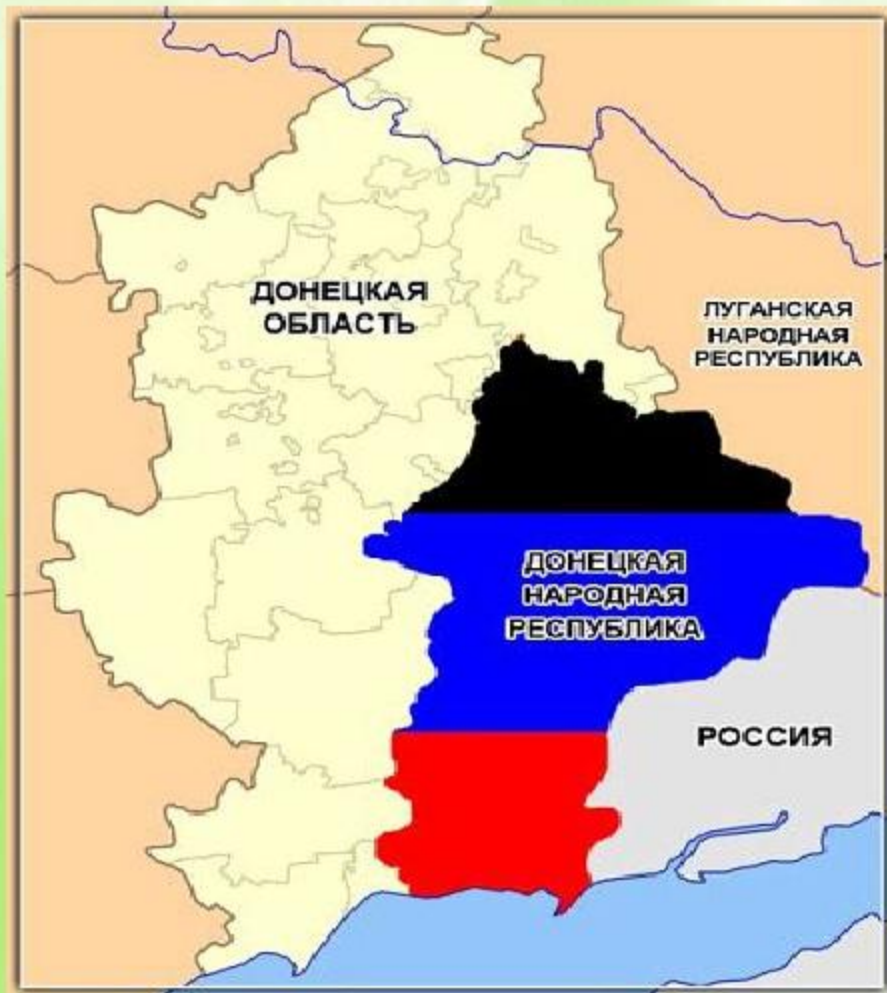 ДОНЕЦКАЯ
ОБЛАСТЬ
ЛУГАНСКАЯ
НАРОДНАЯ
РЕСПУБЛИКА
ДОНЕЦКАЯ
НАРОДНАЯ
РЕСПУБЛИКА
РОССИЯ